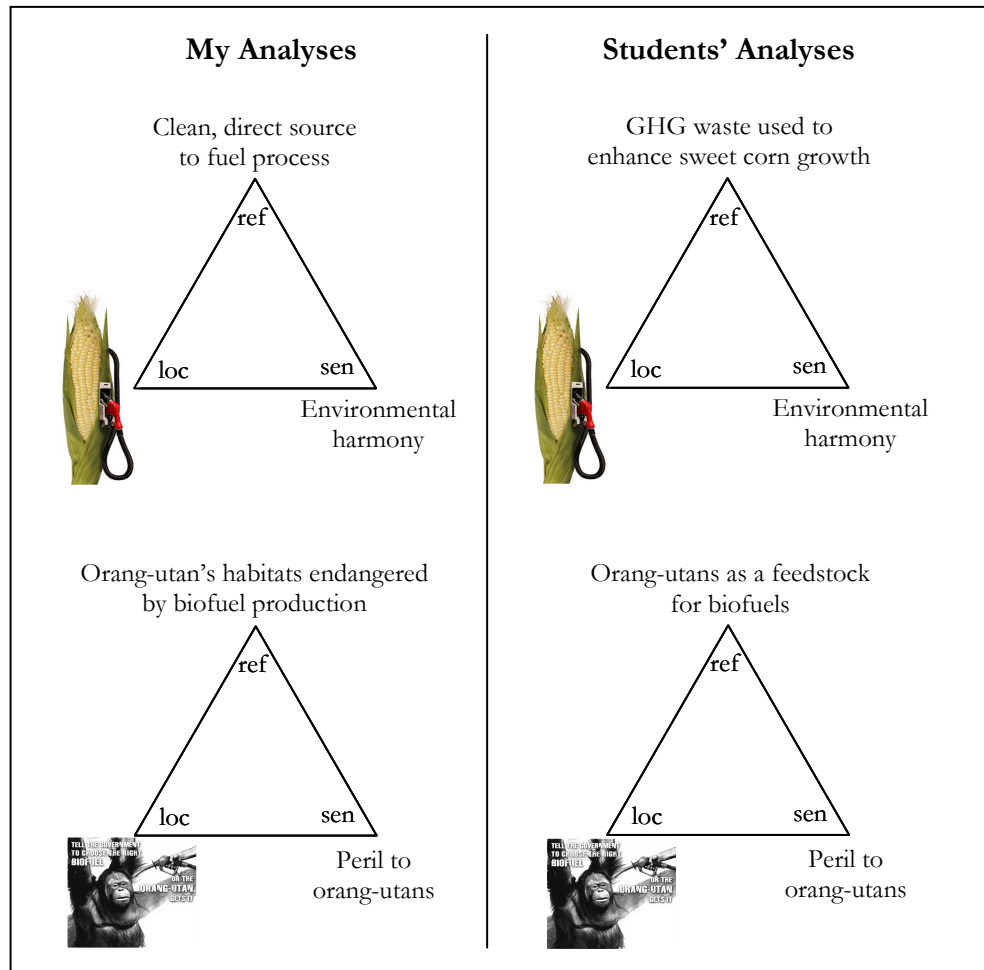 My Analyses
Clean, direct source
to fuel process
ref
loc
sen
Environmental
harmony
Orang-utan's habitats endangered
by biofuel production
ref
loc
sen
TELL THE GOVERNMENT
TO CHOOSE THE RIGHT
BIOFUEL
OR THE
ORANG-UTAN
GETS IT
Peril to
orang-utans
Students' Analyses
GHG waste used to
enhance sweet corn growth
ref
loc
sen
Environmental
harmony
Orang-utans as a feedstock
for biofuels
ref
loc
sen
TELL THE GOVERNMENT
TO CHOOSE THE RIGHT
BIOFUEL
OR THE
ORANG-UTAN
GETS IT
Peril to
orang-utans